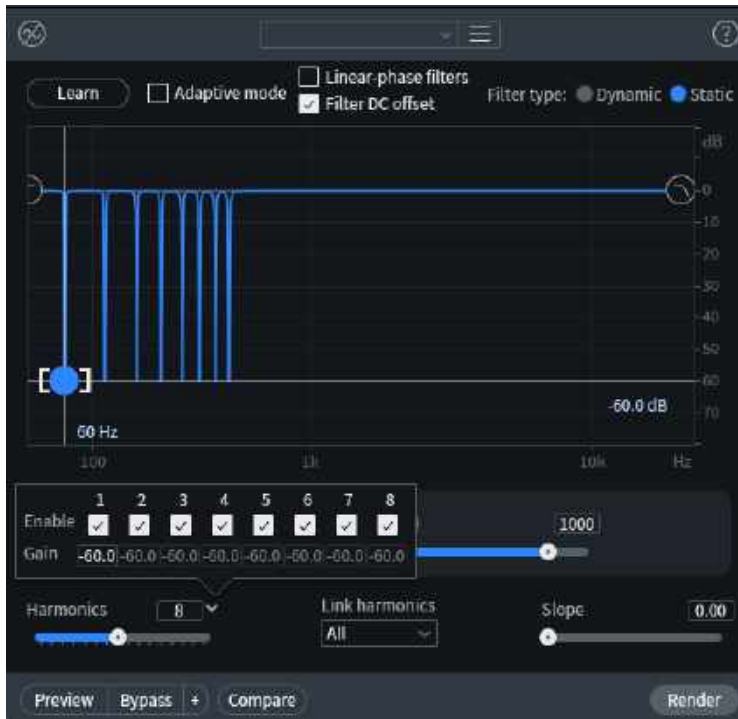 ?
Learn
Adaptive mode
Linear-phase filters
Filter DC offset
Filter type: Dynamic Static
dB
0
-10
20
30
40
50
60
70
-60.0 dB
60 Hz
100 1k 10k Hz
1 2 3 4 5 6 7 8
Enable
Gain -60.0 -60.0 -60.0 -60.0 -60.0 -60.0 -60.0 -60.0
1000
Harmonics 8
Link harmonics
All
Slope 0.00
Preview Bypass + Compare Render